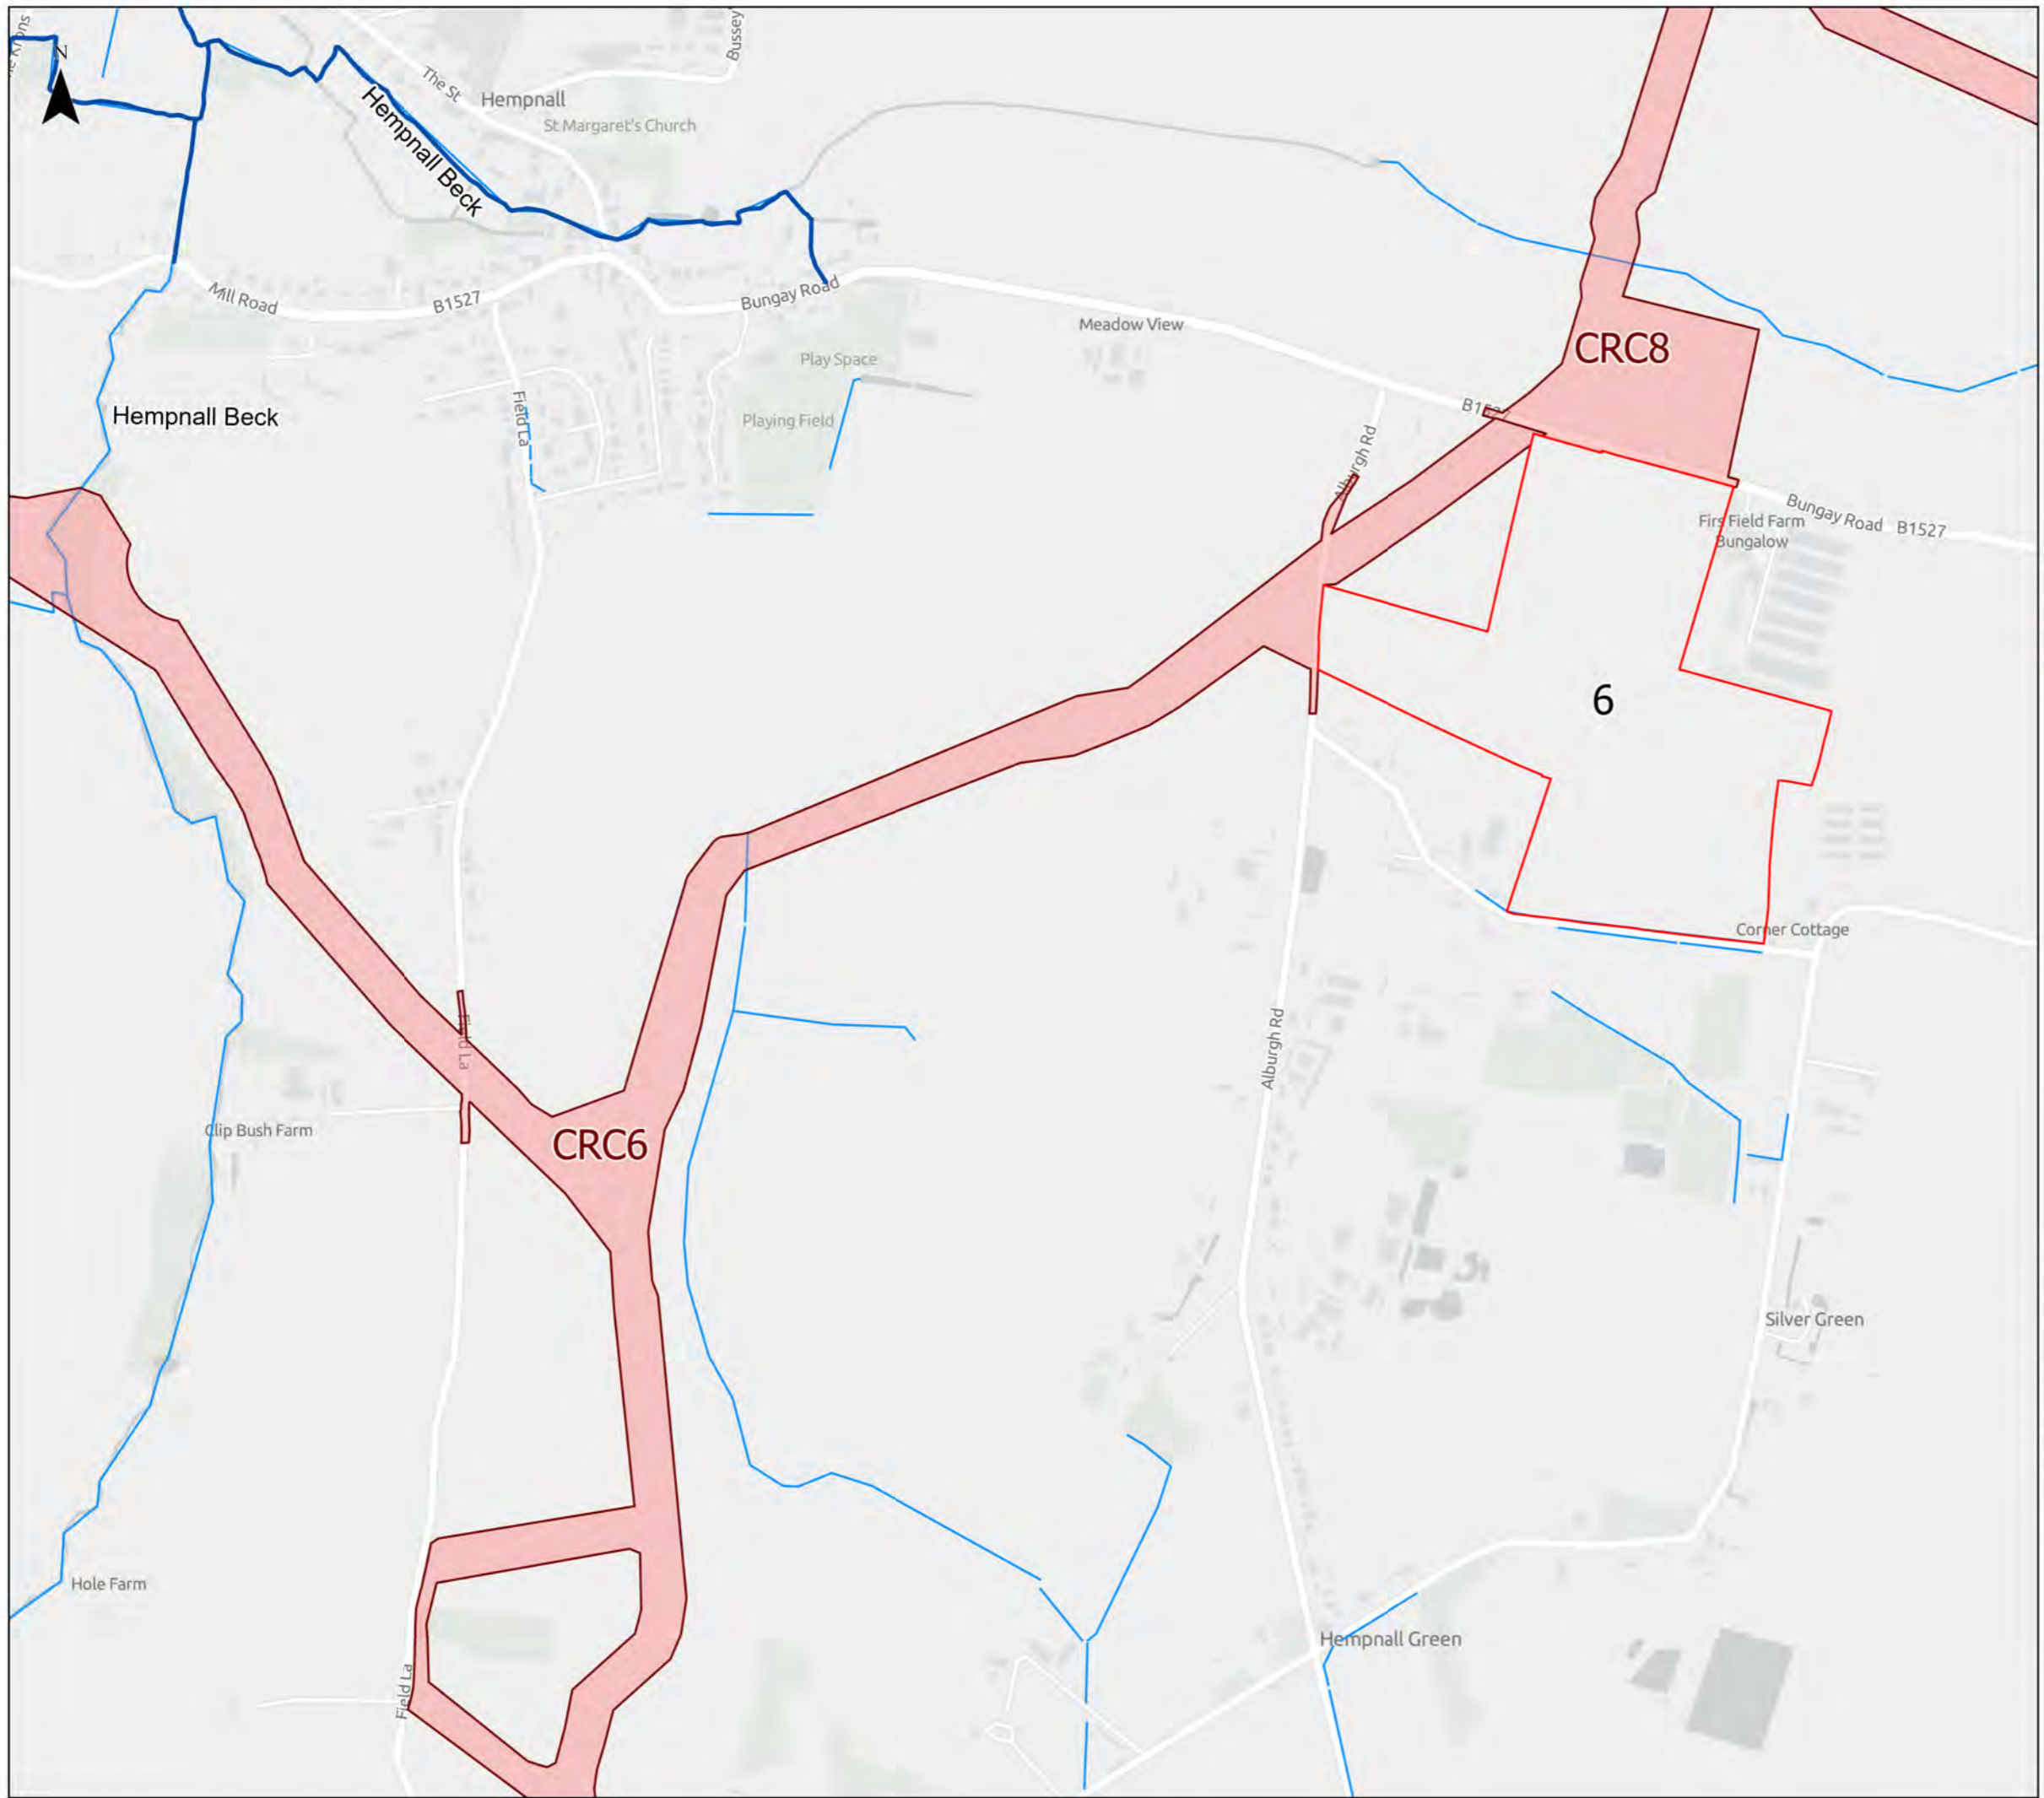 N
The St
Bussey
Hempnall
St Margaret's Church
Hempnall Beck
Mill Road
B1527
Bungay Road
Meadow View
CRC8
Play Space
Hempnall Beck
Field La
Playing Field
Alburgh Rd
Bungay Road B1527
Firs Field Farm
Bungalow
6
Corner Cottage
Field La
Alburgh Rd
Clip Bush Farm
CRC6
Silver Green
Hole Farm
Hempnall Green
Field La